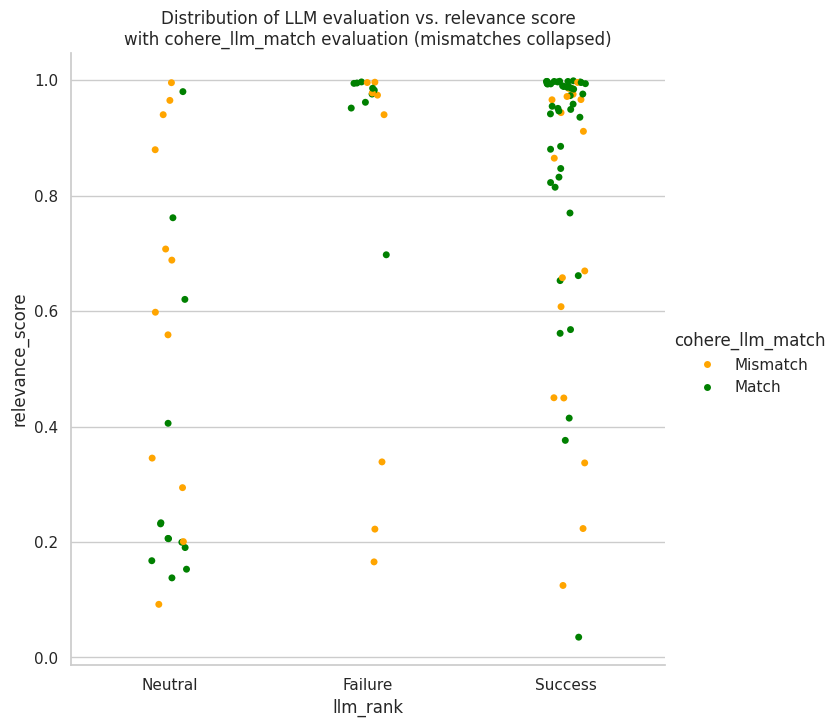 Distribution of LLM evaluation vs. relevance score
with cohere_llm_match evaluation (mismatches collapsed)
1.0
0.8
0.6
0.4
0.2
0.0
relevance_score
Neutral
Failure
Success
llm_rank
cohere_llm_match
Mismatch
Match